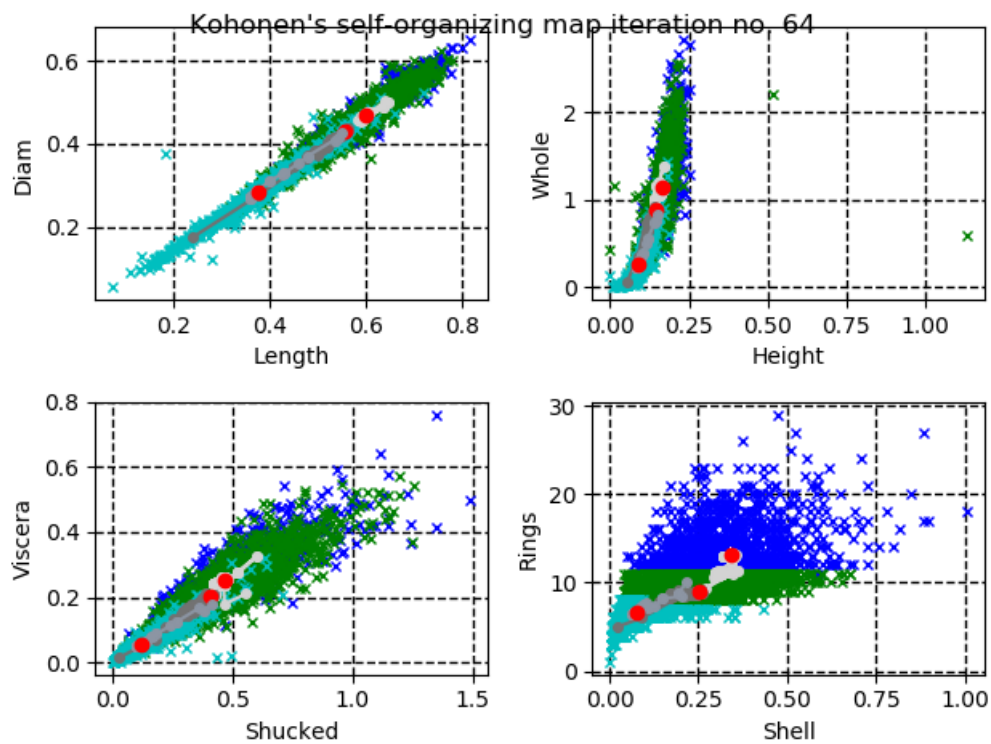 Kohonen's self-organizing map iteration no. 64
Diam
0.6
0.4
0.2
0.2 0.4 0.6 0.8
Length
Whole
2
1
0
0.00 0.25 0.50 0.75 1.00
Height
Viscera
0.8
0.6
0.4
0.2
0.0
0.0 0.5 1.0 1.5
Shucked
Rings
30
20
10
0
0.00 0.25 0.50 0.75 1.00
Shell